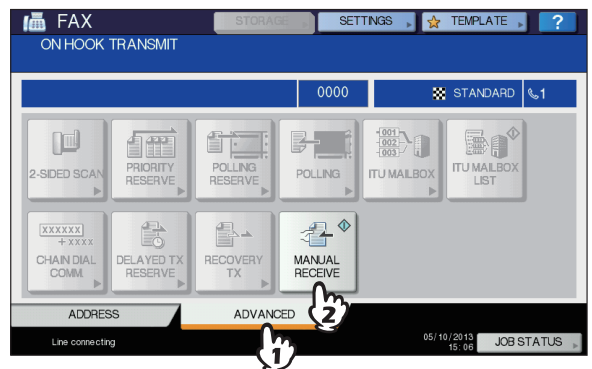 FAX
STORAGE
SETTINGS
TEMPLATE
?
ON HOOK TRANSMIT
0000
STANDARD
1
2-SIDED SCAN
PRIORITY
RESERVE
POLLING
RESERVE
POLLING
001
002
003
ITU MAILBOX
ITU MAILBOX
LIST
XXXXXX
+XXXX
CHAIN DIAL
COMM.
DELAYED TX
RESERVE
RECOVERY
TX
MANUAL
RECEIVE
ADDRESS
ADVANCED
2
1
Line connecting
05/10/2013
15:06
JOB STATUS